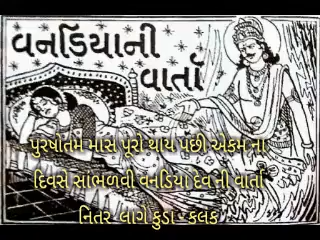 વનડિયાની
વાર્તા
પુરષોતમ માસ પૂરો થાય પછી એકમ ના
દિવસે સાંભળવી વનડિયા દેવ ની વાર્તા
નિતર લાગે કુડા કલક